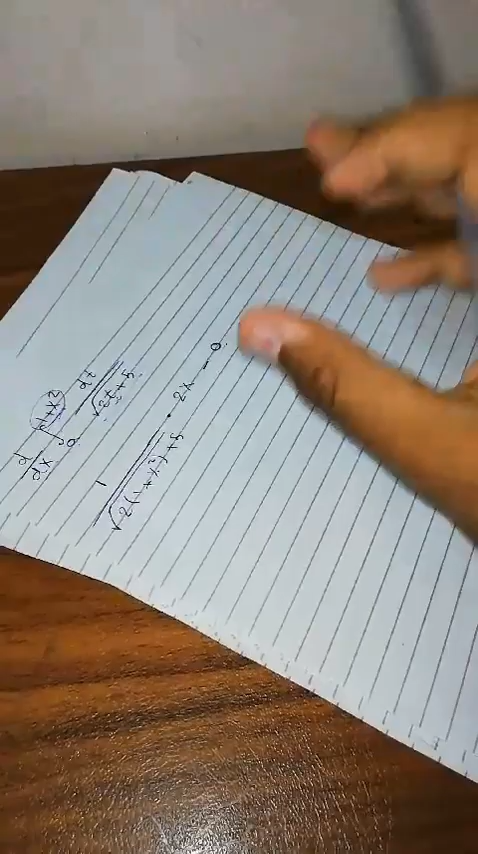 d/dx ∫₀^(1+x²) dt/√(2t+5)
1/√(2(1+x²)+5) · 2x − 0